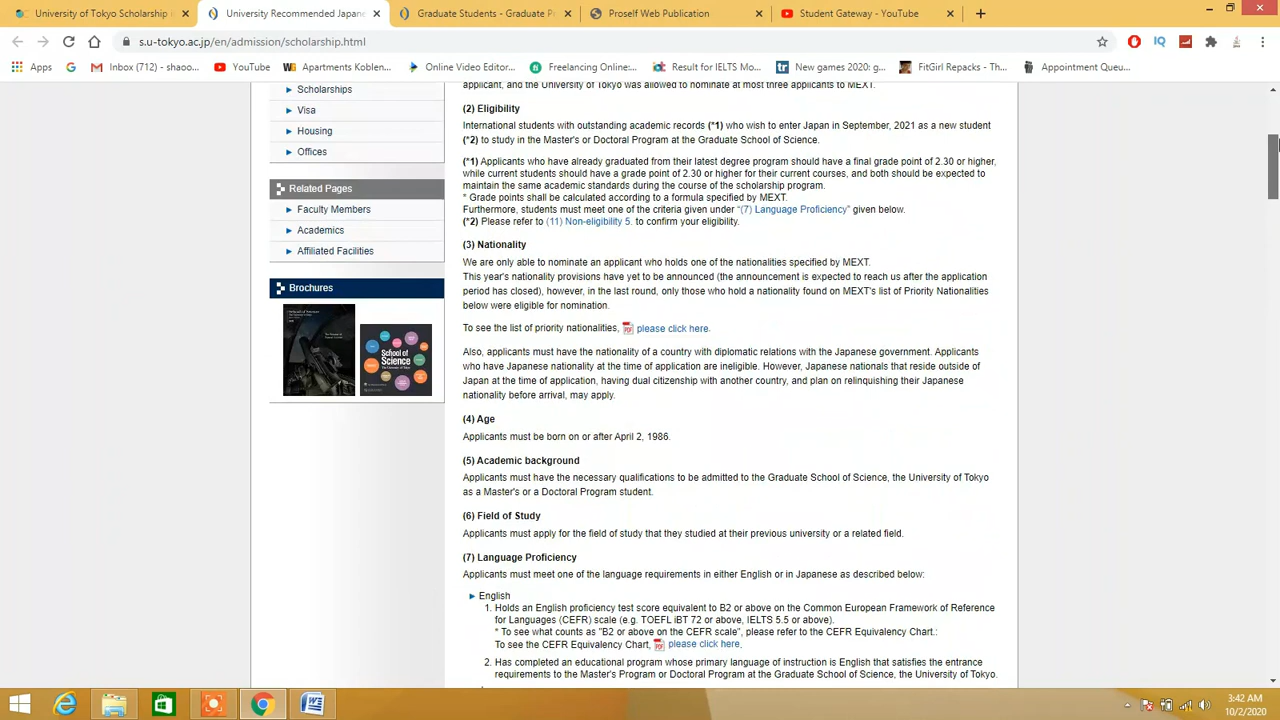 University of Tokyo Scholarship i
University Recommended Japane
Graduate Students - Graduate P
Proself Web Publication
Student Gateway - YouTube
s.u-tokyo.ac.jp/en/admission/scholarship.html
Apps
Inbox (712) - shaoo...
YouTube
Apartments Koblen...
Online Video Editor...
Freelancing Online:...
Result for IELTS Mo...
New games 2020: g...
FitGirl Repacks - Th...
Appointment Queu...
Scholarships
Visa
Housing
Offices
Related Pages
Faculty Members
Academics
Affiliated Facilities
Brochures
School of
Science
applicant, and the University of Tokyo was allowed to nominate at most three applicants to MEXT.
(2) Eligibility
International students with outstanding academic records (*1) who wish to enter Japan in September, 2021 as a new student
(*2) to study in the Master's or Doctoral Program at the Graduate School of Science.
(*1) Applicants who have already graduated from their latest degree program should have a final grade point of 2.30 or higher,
while current students should have a grade point of 2.30 or higher for their current courses, and both should be expected to
maintain the same academic standards during the course of the scholarship program.
* Grade points shall be calculated according to a formula specified by MEXT.
Furthermore, students must meet one of the criteria given under "(7) Language Proficiency" given below.
(*2) Please refer to (11) Non-eligibility 5. to confirm your eligibility.
(3) Nationality
We are only able to nominate an applicant who holds one of the nationalities specified by MEXT.
This year's nationality provisions have yet to be announced (the announcement is expected to reach us after the application
period has closed), however, in the last round, only those who hold a nationality found on MEXT's list of Priority Nationalities
below were eligible for nomination.
To see the list of priority nationalities, please click here.
Also, applicants must have the nationality of a country with diplomatic relations with the Japanese government. Applicants
who have Japanese nationality at the time of application are ineligible. However, Japanese nationals that reside outside of
Japan at the time of application, having dual citizenship with another country, and plan on relinquishing their Japanese
nationality before arrival, may apply.
(4) Age
Applicants must be born on or after April 2, 1986.
(5) Academic background
Applicants must have the necessary qualifications to be admitted to the Graduate School of Science, the University of Tokyo
as a Master's or a Doctoral Program student.
(6) Field of Study
Applicants must apply for the field of study that they studied at their previous university or a related field.
(7) Language Proficiency
Applicants must meet one of the language requirements in either English or in Japanese as described below:
English
1. Holds an English proficiency test score equivalent to B2 or above on the Common European Framework of Reference
for Languages (CEFR) scale (e.g. TOEFL iBT 72 or above, IELTS 5.5 or above).
* To see what counts as "B2 or above on the CEFR scale", please refer to the CEFR Equivalency Chart.:
To see the CEFR Equivalency Chart, please click here.
2. Has completed an educational program whose primary language of instruction is English that satisfies the entrance
requirements to the Master's Program or Doctoral Program at the Graduate School of Science, the University of Tokyo.
3:42 AM
10/2/2020